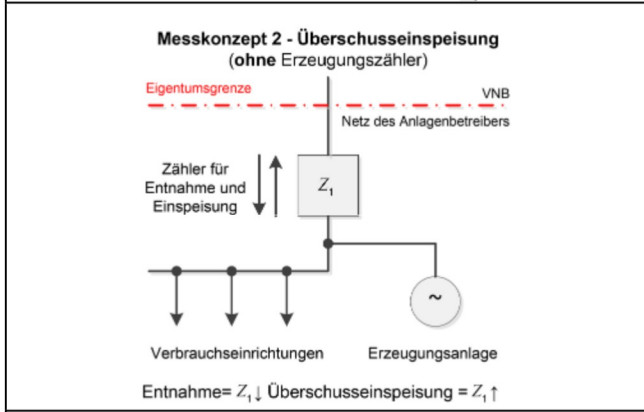 Messkonzept 2 - Überschusseinspeisung
(ohne Erzeugungszähler)
Eigentumsgrenze
VNB
Netz des Anlagenbetreibers
Zähler für
Entnahme und
Einspeisung
Z₁
~
Verbrauchseinrichtungen
Erzeugungsanlage
Entnahme= Z₁↓ Überschusseinspeisung = Z₁↑